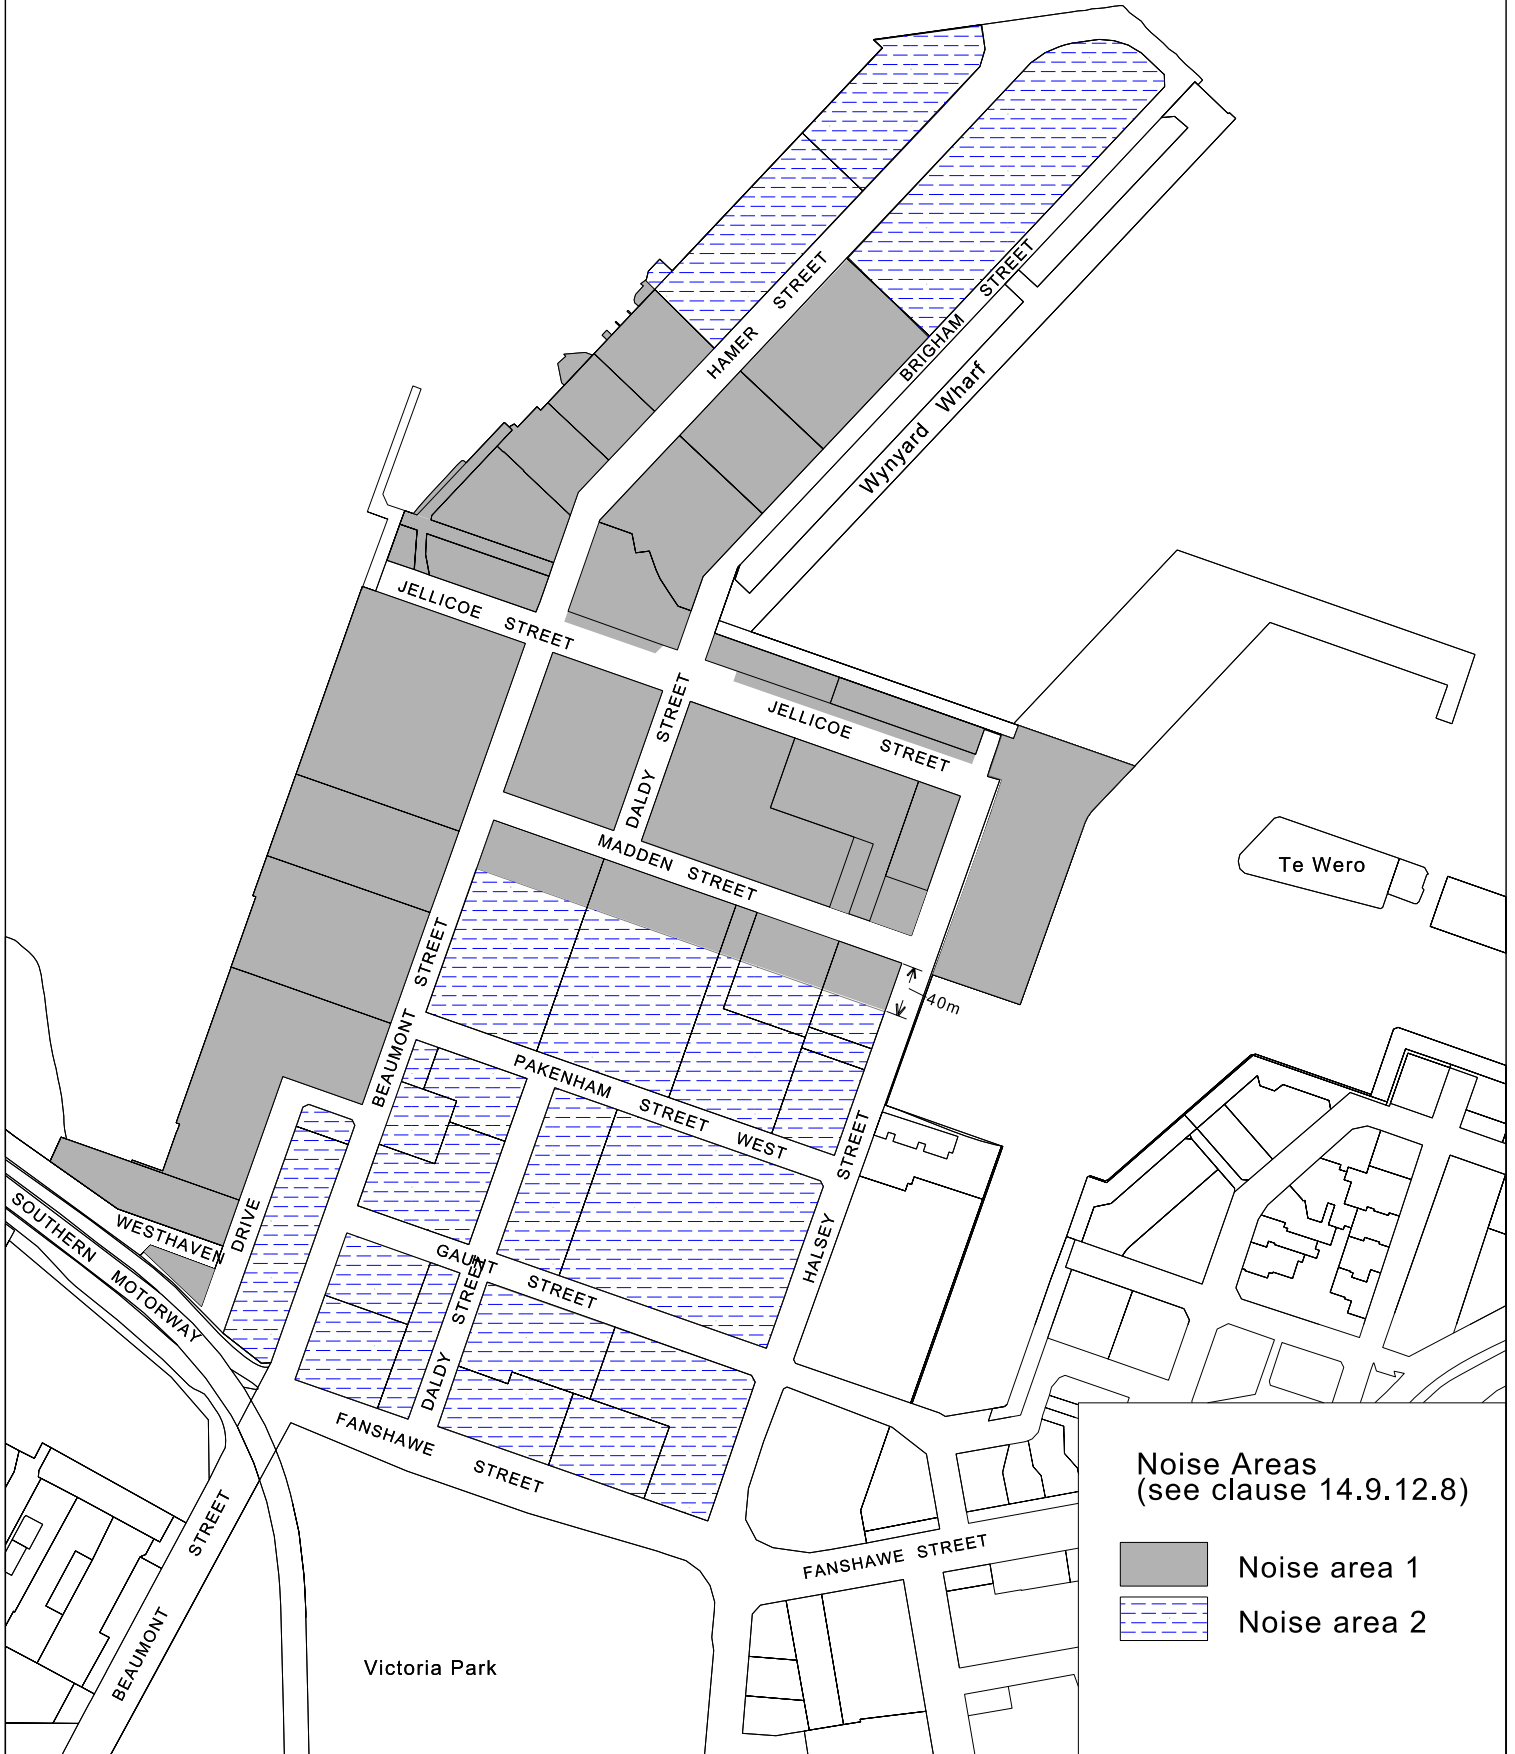 HAMER STREET
BRIGHAM STREET
Wynyard Wharf
JELLICOE STREET
JELLICOE STREET
DALDY STREET
MADDEN STREET
Te Wero
BEAUMONT STREET
40m
PAKENHAM STREET WEST
HALSEY STREET
WESTHAVEN DRIVE
SOUTHERN MOTORWAY
GAUNT STREET
DALDY STREET
FANSHAWE STREET
FANSHAWE STREET
BEAUMONT STREET
Victoria Park
Noise Areas
(see clause 14.9.12.8)
Noise area 1
Noise area 2